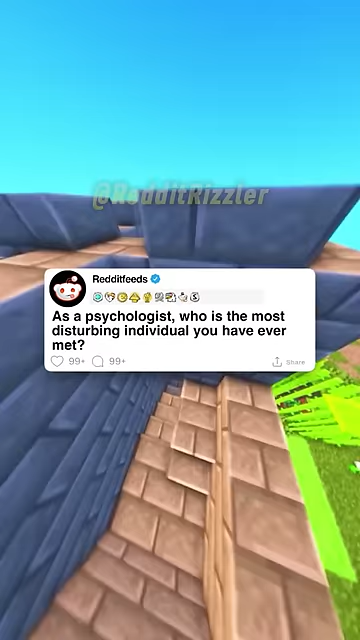 @RedditRizzler
Redditfeeds
As a psychologist, who is the most
disturbing individual you have ever
met?
99+ 99+ Share